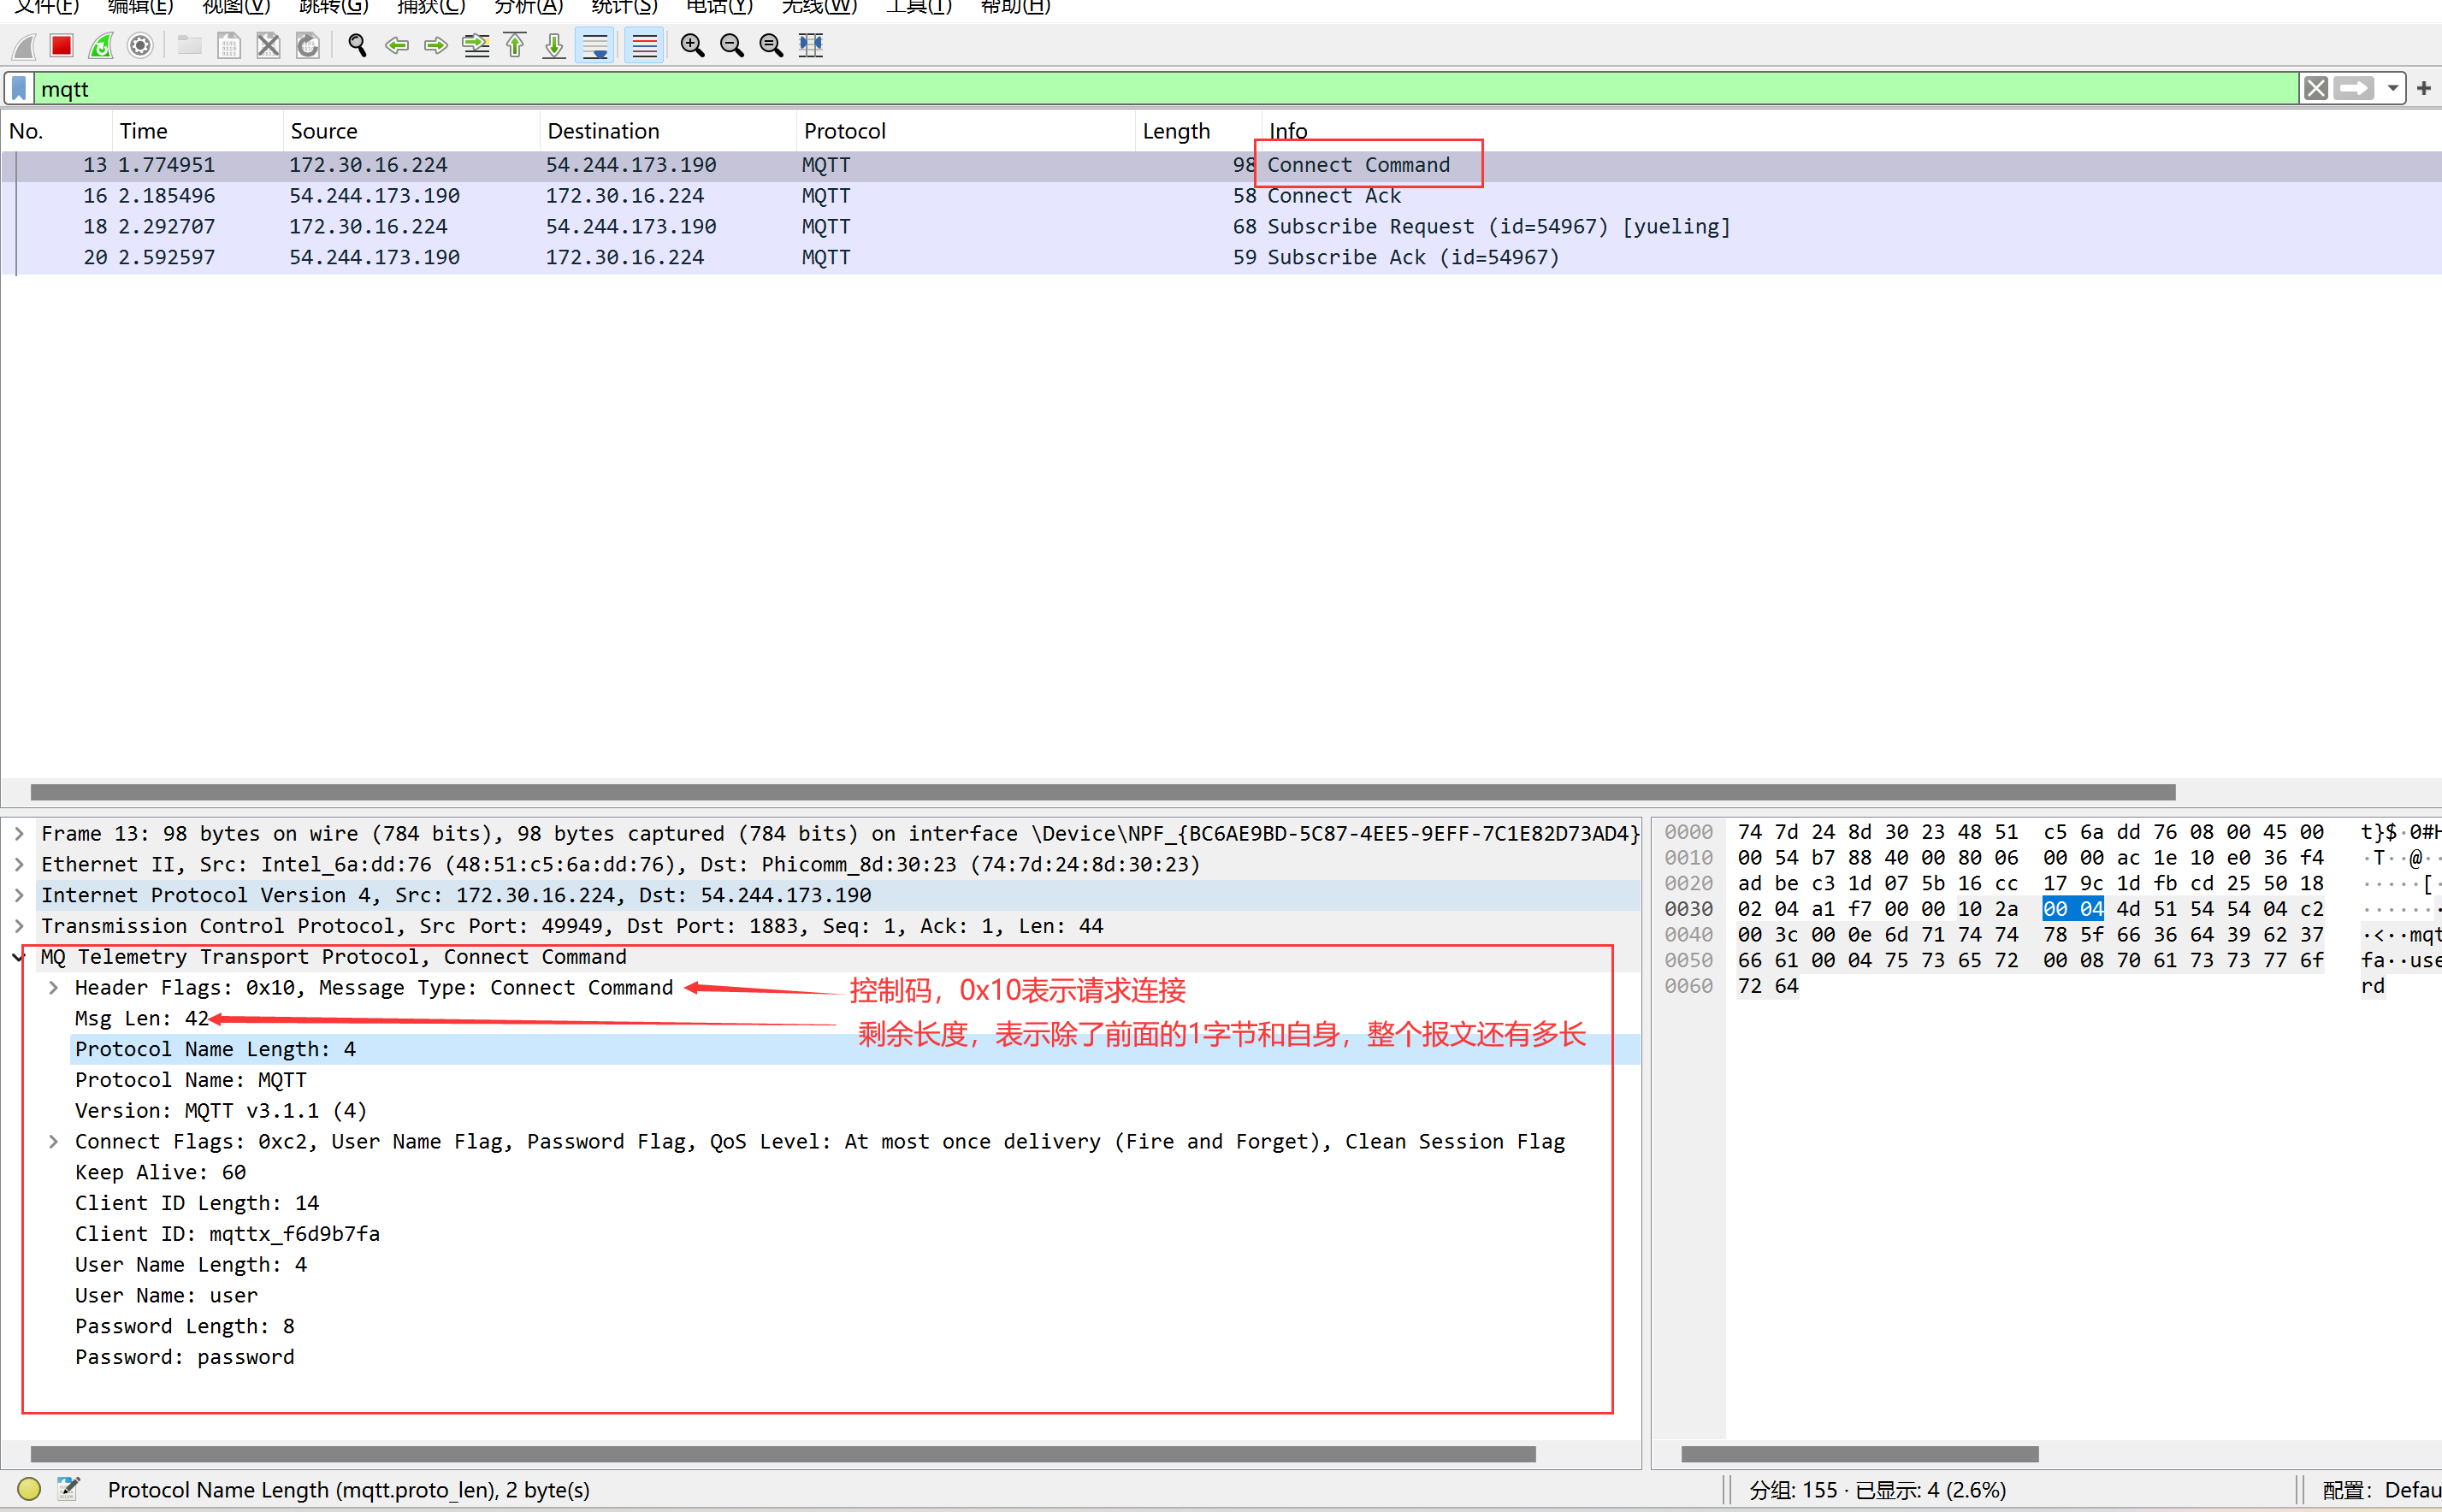 文件(F) 编辑(E) 视图(V) 跳转(G) 捕获(C) 分析(A) 统计(S) 电话(Y) 无线(W) 工具(T) 帮助(H)
mqtt
No. Time Source Destination Protocol Length Info
13 1.774951 172.30.16.224 54.244.173.190 MQTT 98 Connect Command
16 2.185496 54.244.173.190 172.30.16.224 MQTT 58 Connect Ack
18 2.292707 172.30.16.224 54.244.173.190 MQTT 68 Subscribe Request (id=54967) [yueling]
20 2.592597 54.244.173.190 172.30.16.224 MQTT 59 Subscribe Ack (id=54967)
Frame 13: 98 bytes on wire (784 bits), 98 bytes captured (784 bits) on interface \Device\NPF_{BC6AE9BD-5C87-4EE5-9EFF-7C1E82D73AD4}
Ethernet II, Src: Intel_6a:dd:76 (48:51:c5:6a:dd:76), Dst: Phicomm_8d:30:23 (74:7d:24:8d:30:23)
Internet Protocol Version 4, Src: 172.30.16.224, Dst: 54.244.173.190
Transmission Control Protocol, Src Port: 49949, Dst Port: 1883, Seq: 1, Ack: 1, Len: 44
MQ Telemetry Transport Protocol, Connect Command
Header Flags: 0x10, Message Type: Connect Command 控制码，0x10表示请求连接
Msg Len: 42 剩余长度，表示除了前面的1字节和自身，整个报文还有多长
Protocol Name Length: 4
Protocol Name: MQTT
Version: MQTT v3.1.1 (4)
Connect Flags: 0xc2, User Name Flag, Password Flag, QoS Level: At most once delivery (Fire and Forget), Clean Session Flag
Keep Alive: 60
Client ID Length: 14
Client ID: mqttx_f6d9b7fa
User Name Length: 4
User Name: user
Password Length: 8
Password: password
0000 74 7d 24 8d 30 23 48 51 c5 6a dd 76 08 00 45 00 t}$·0#H
0010 00 54 b7 88 40 00 80 06 00 00 ac 1e 10 e0 36 f4 ·T··@··
0020 ad be c3 1d 07 5b 16 cc 17 9c 1d fb cd 25 50 18 ·····[·
0030 02 04 a1 f7 00 00 10 2a 00 04 4d 51 54 54 04 c2 ·······
0040 00 3c 00 0e 6d 71 74 74 78 5f 66 36 64 39 62 37 ·<··mqt
0050 66 61 00 04 75 73 65 72 00 08 70 61 73 73 77 6f fa··use
0060 72 64 rd
Protocol Name Length (mqtt.proto_len), 2 byte(s) 分组: 155 · 已显示: 4 (2.6%) 配置: Defau